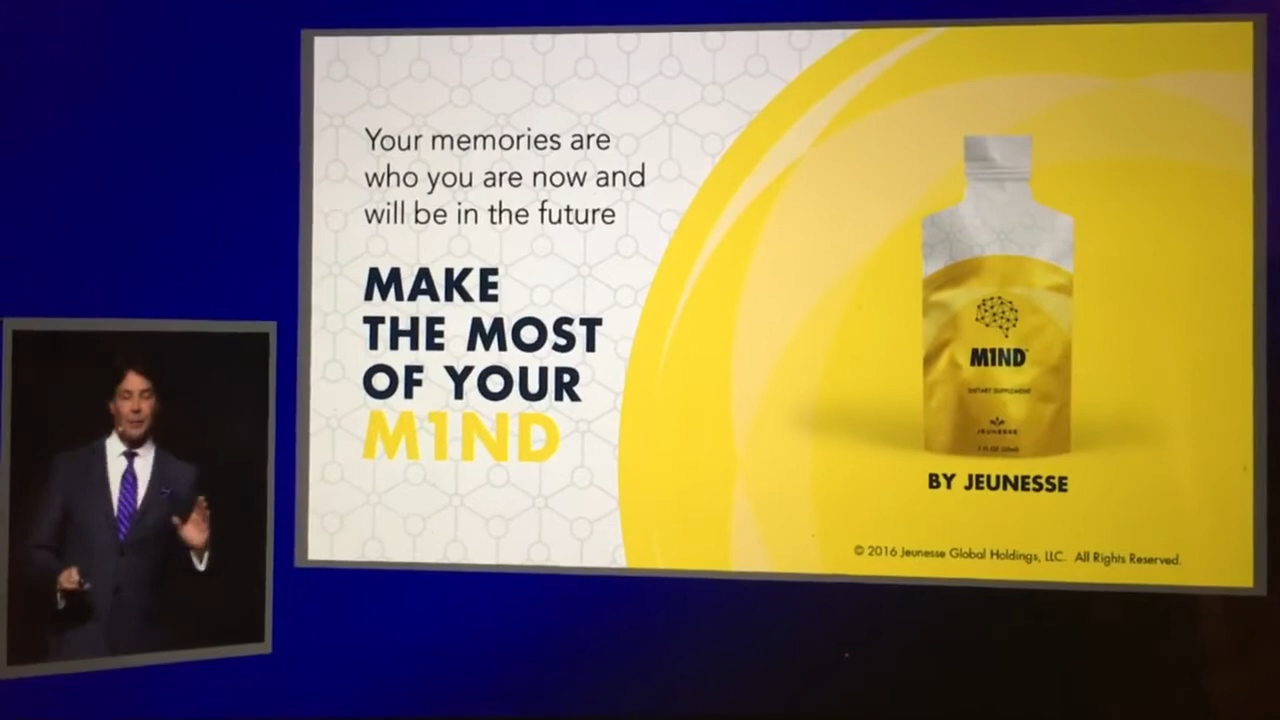 Your memories are
who you are now and
will be in the future
MAKE
THE MOST
OF YOUR
M1ND
M1ND™
DIETARY SUPPLEMENT
JEUNESSE
BY JEUNESSE
© 2016 Jeunesse Global Holdings, LLC. All Rights Reserved.